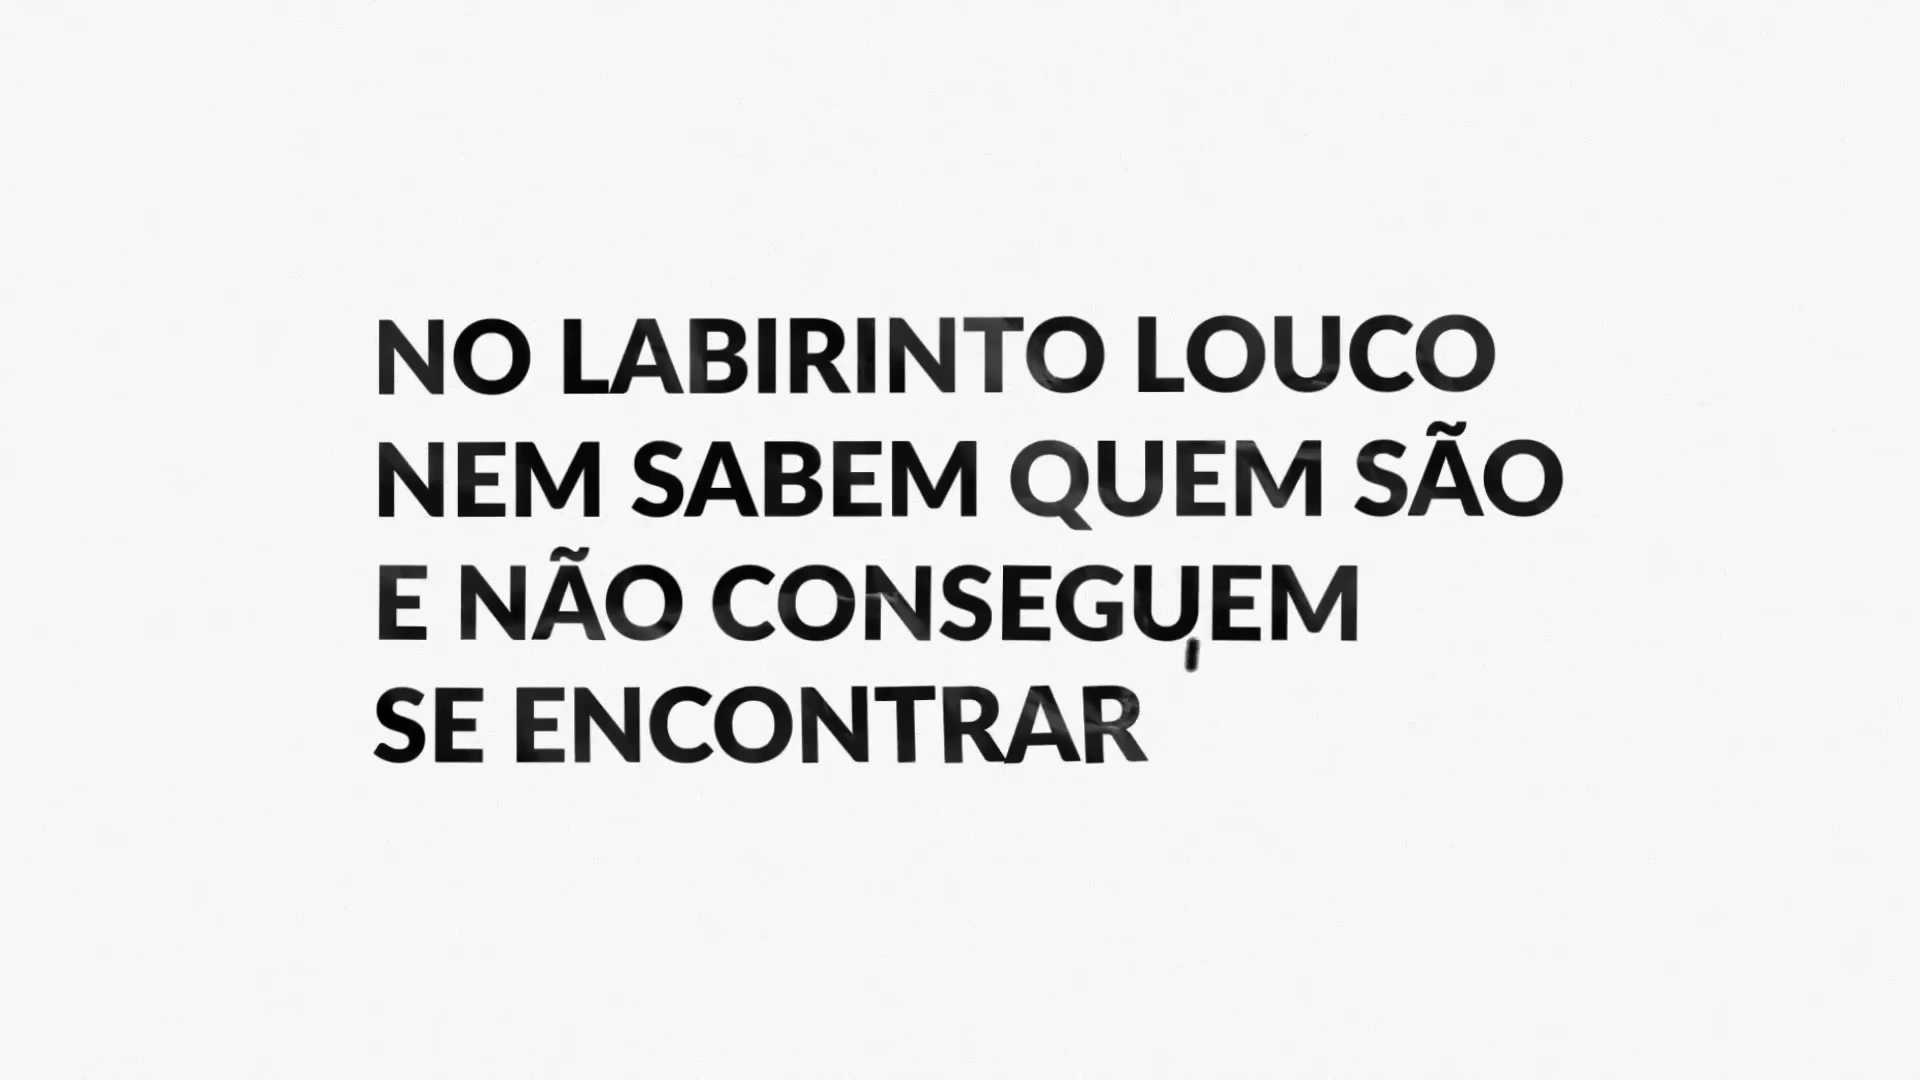 NO LABIRINTO LOUCO
NEM SABEM QUEM SÃO
E NÃO CONSEGUEM
SE ENCONTRAR